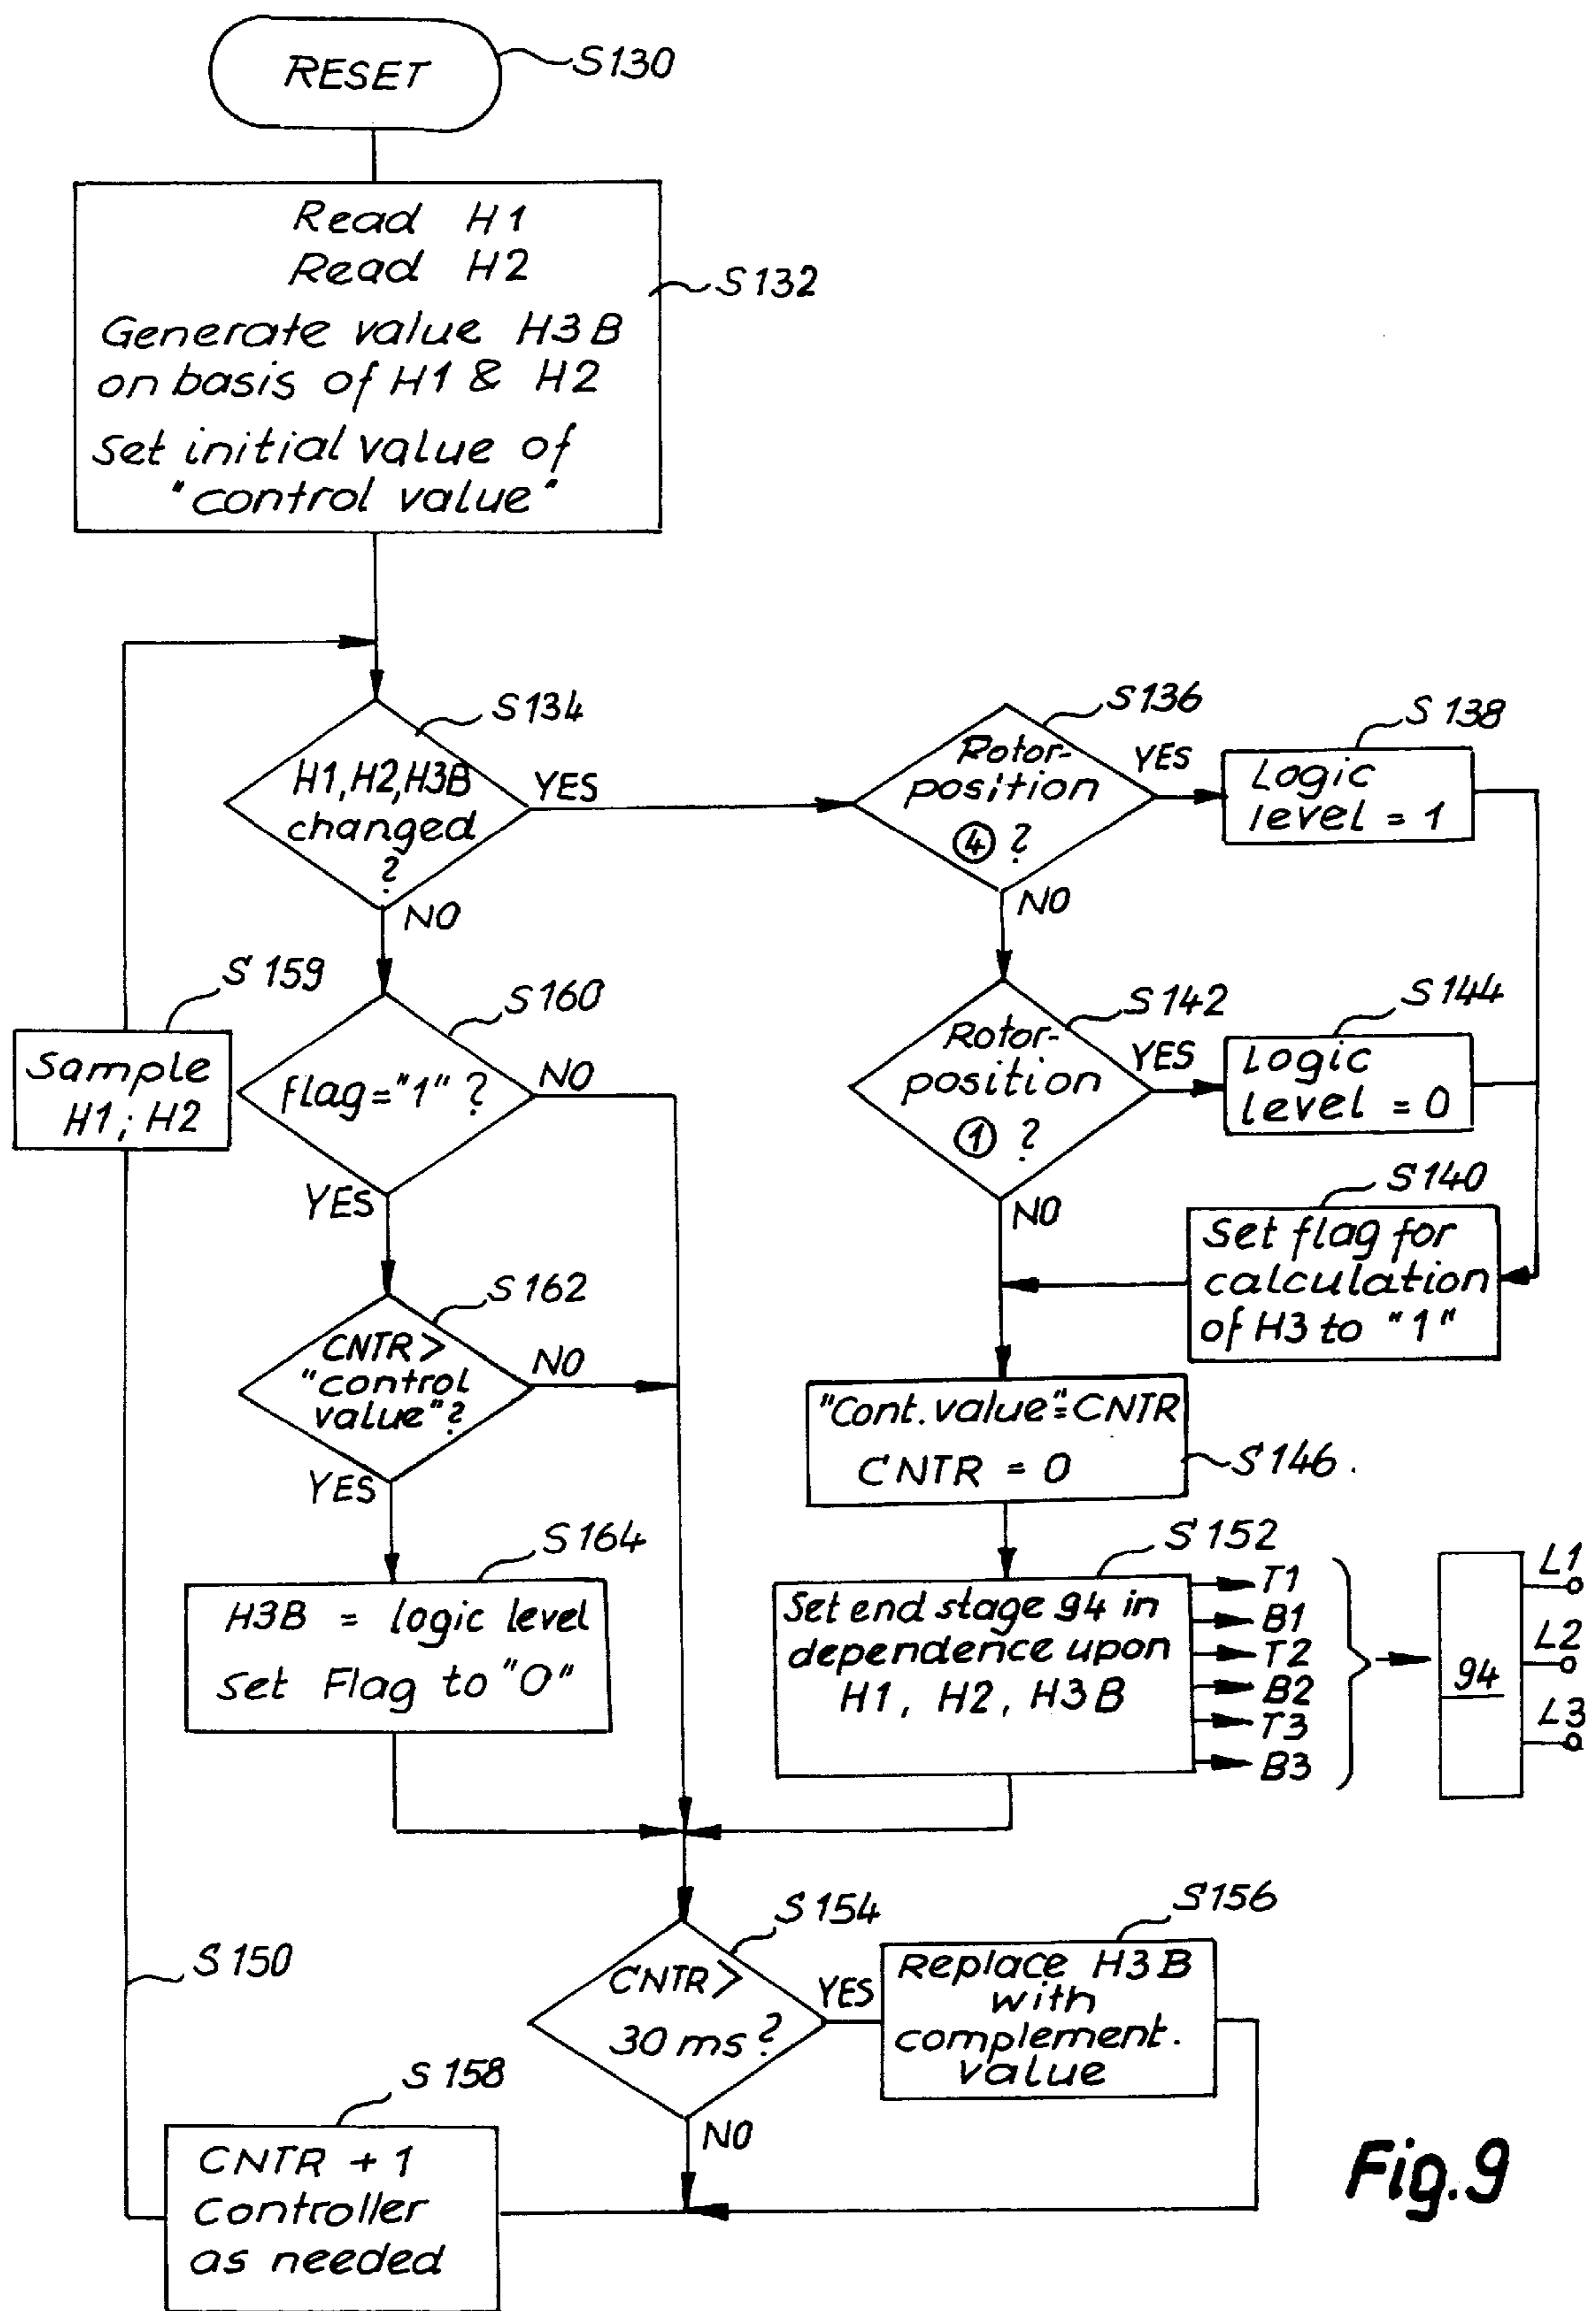 RESET
S130
Read H1
Read H2
Generate value H3B
on basis of H1 & H2
Set initial value of
"control value"
S132
S134
H1,H2,H3B
changed
?
YES
NO
S136
Rotor-
position
④ ?
YES
NO
S138
Logic
level = 1
S159
Sample
H1; H2
S160
flag="1" ?
NO
YES
S142
Rotor-
position
① ?
YES
NO
S144
Logic
level = 0
S140
Set flag for
calculation
of H3 to "1"
S162
CNTR >
"control
value"?
NO
YES
"Cont. value"=CNTR
CNTR = 0
S146.
S164
H3B = logic level
Set Flag to "0"
S152
Set end stage 94 in
dependence upon
H1, H2, H3B
T1
B1
T2
B2
T3
B3
94
L1
L2
L3
S154
CNTR >
30 ms?
YES
NO
S156
Replace H3B
with
complement.
value
S150
S158
CNTR + 1
Controller
as needed
Fig.9